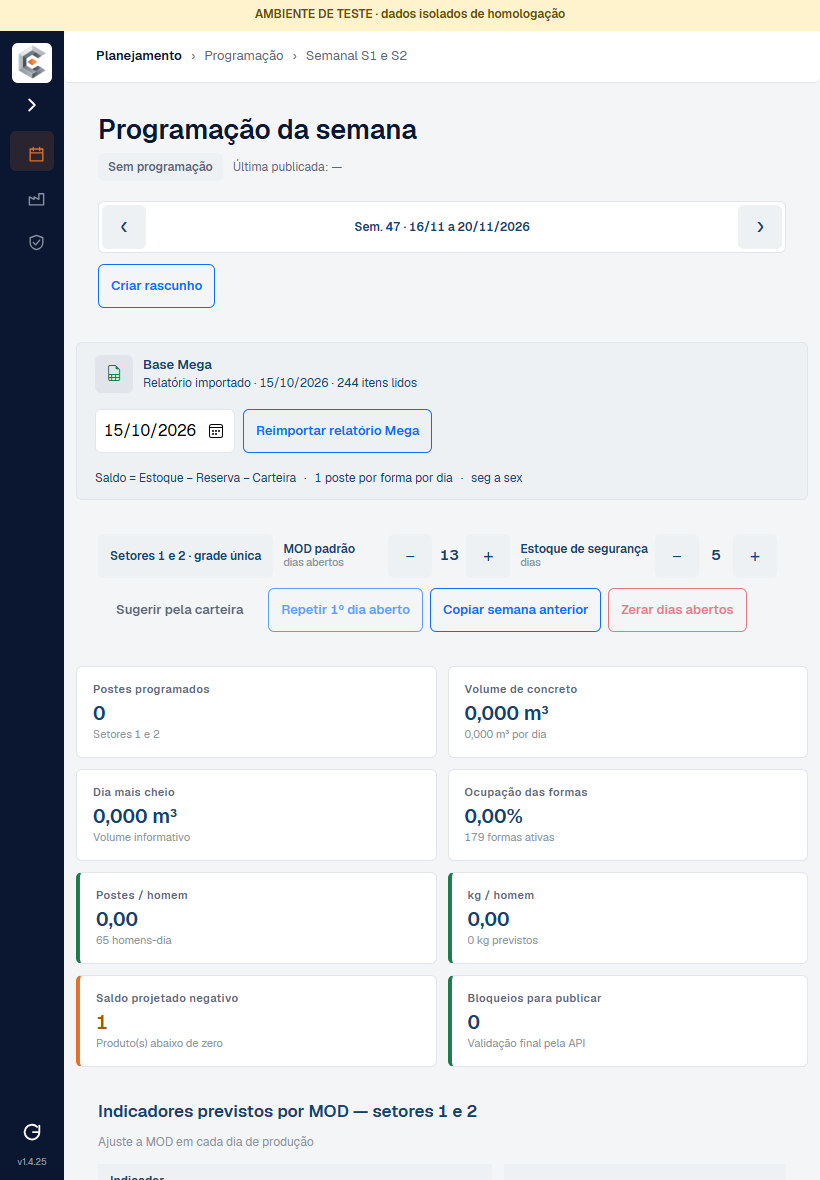 AMBIENTE DE TESTE · dados isolados de homologação
Planejamento › Programação › Semanal S1 e S2
Programação da semana
Sem programação Última publicada: —
‹ Sem. 47 · 16/11 a 20/11/2026 ›
Criar rascunho
Base Mega
Relatório importado · 15/10/2026 · 244 itens lidos
15/10/2026 Reimportar relatório Mega
Saldo = Estoque – Reserva – Carteira · 1 poste por forma por dia · seg a sex
Setores 1 e 2 · grade única MOD padrão − 13 + Estoque de segurança − 5 +
dias abertos dias
Sugerir pela carteira Repetir 1º dia aberto Copiar semana anterior Zerar dias abertos
Postes programados
0
Setores 1 e 2
Volume de concreto
0,000 m³
0,000 m³ por dia
Dia mais cheio
0,000 m³
Volume informativo
Ocupação das formas
0,00%
179 formas ativas
Postes / homem
0,00
65 homens-dia
kg / homem
0,00
0 kg previstos
Saldo projetado negativo
1
Produto(s) abaixo de zero
Bloqueios para publicar
0
Validação final pela API
Indicadores previstos por MOD — setores 1 e 2
Ajuste a MOD em cada dia de produção
Indicador
v1.4.25